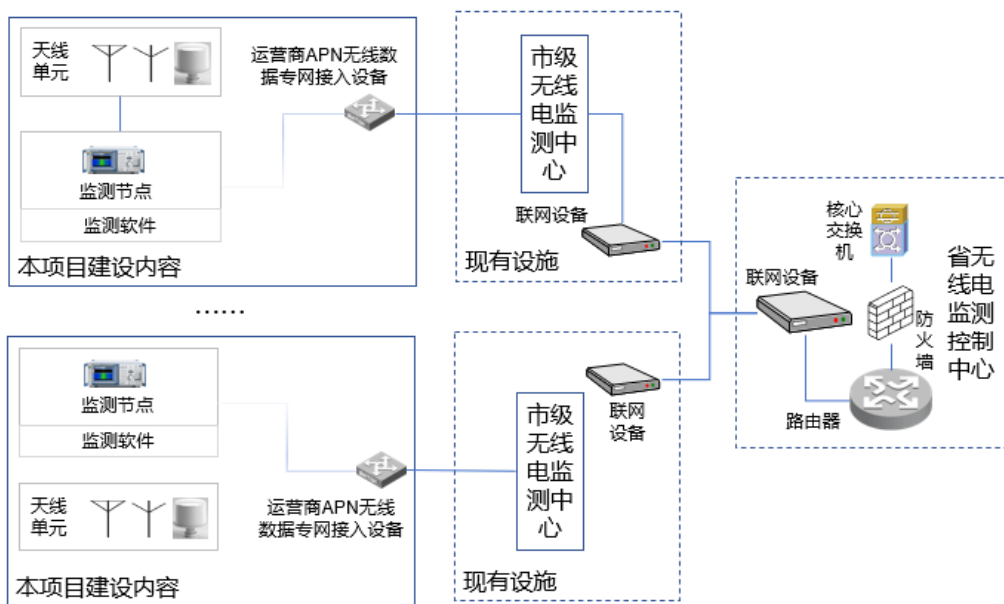 天线
单元
运营商APN无线数
据专网接入设备
监测节点
监测软件
本项目建设内容
市级
无线
电监
测中
心
联网设备
现有设施
……
监测节点
监测软件
天线
单元
运营商APN无线
数据专网接入设备
本项目建设内容
市级
无线
电监
测中
心
联网
设备
现有设施
核心
交换
机
联网设备
防
火
墙
路由器
省无
线电
监测
控制
中心